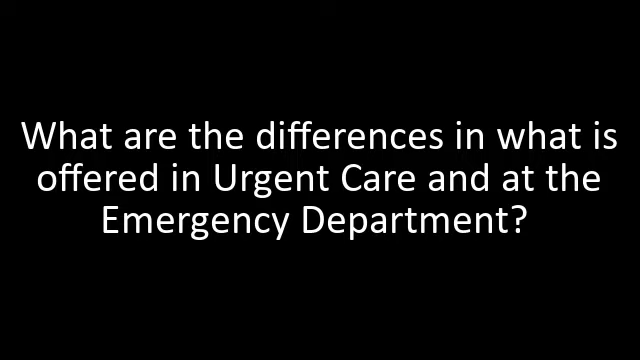 What are the differences in what is
offered in Urgent Care and at the
Emergency Department?